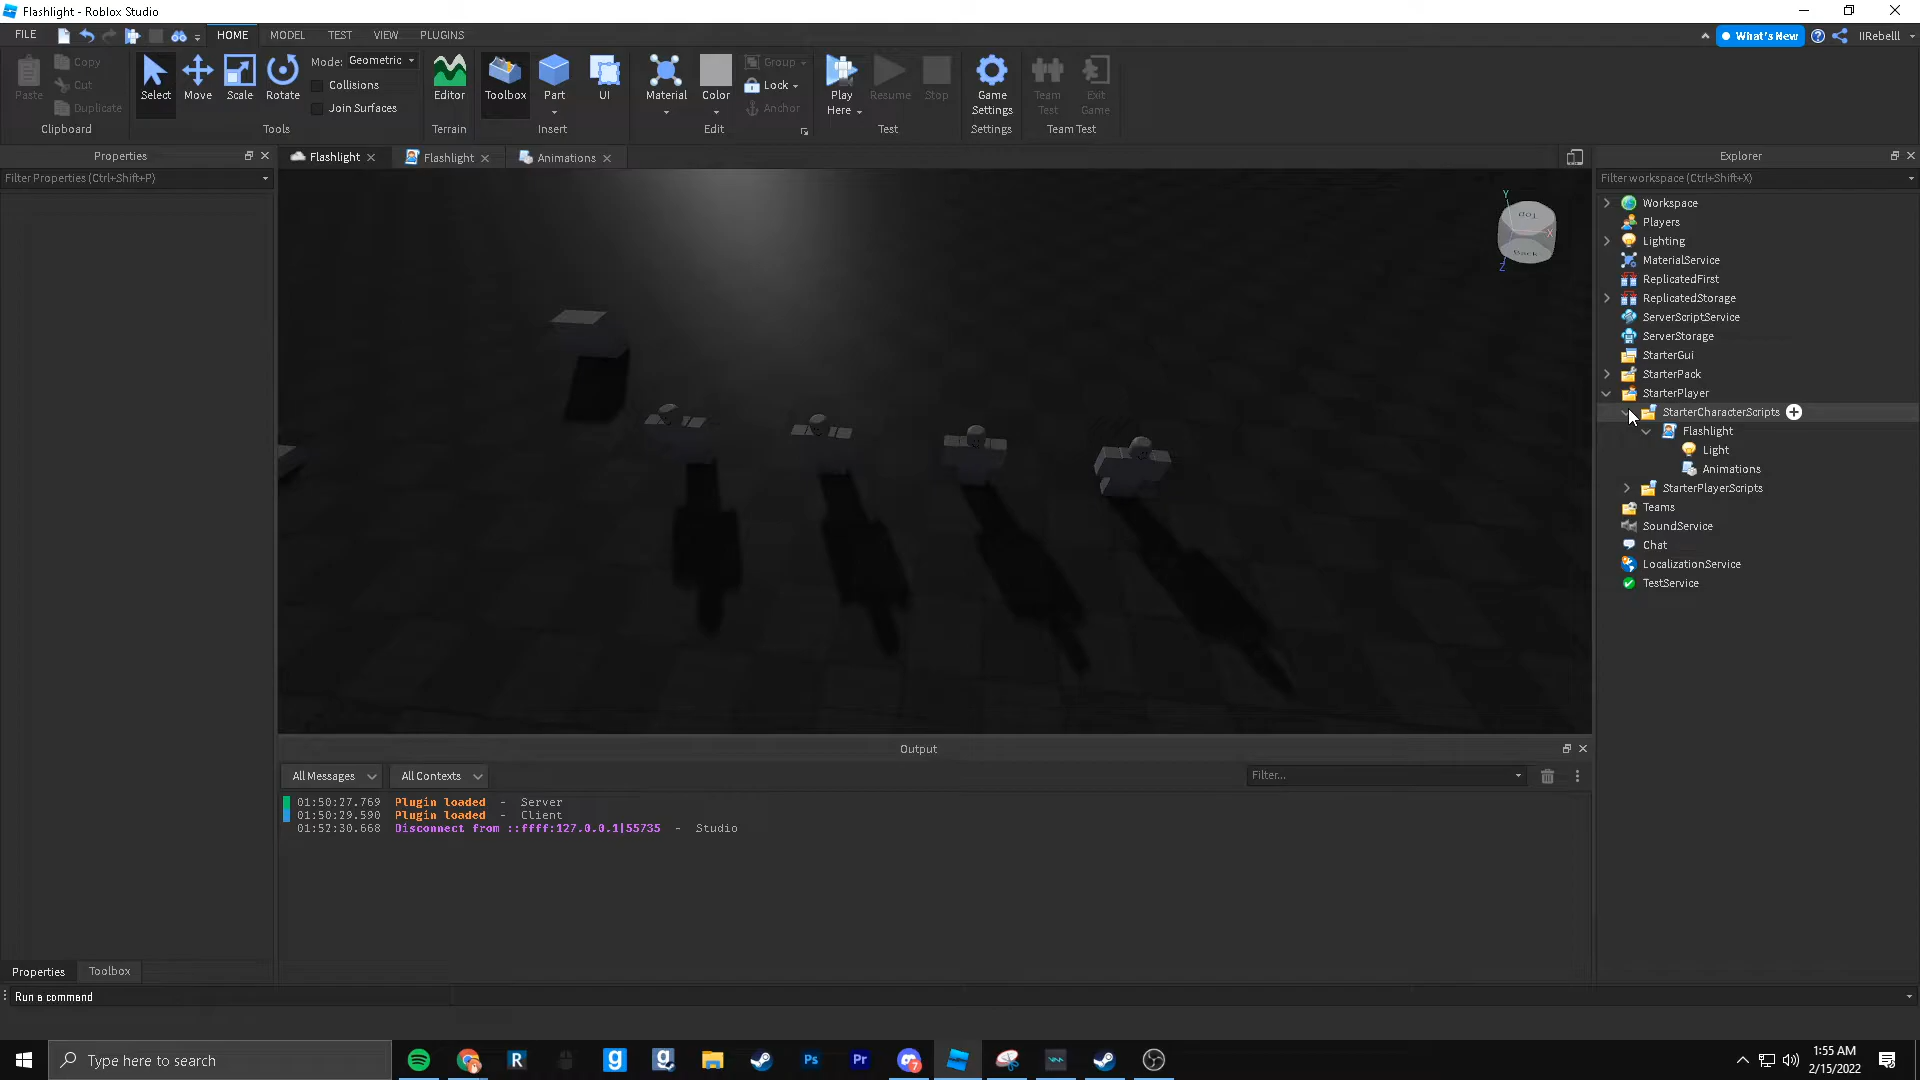 Flashlight - Roblox Studio
FILE HOME MODEL TEST VIEW PLUGINS What's New IIRebelll
Paste
Copy
Cut
Duplicate
Clipboard
Select Move Scale Rotate
Mode: Geometric
Collisions
Join Surfaces
Tools
Editor
Terrain
Toolbox Part UI
Insert
Material Color
Group
Lock
Anchor
Edit
Play Here Resume Stop
Test
Game Settings
Settings
Team Test Exit Game
Team Test
Properties
Filter Properties (Ctrl+Shift+P)
Flashlight Flashlight Animations
Y
X
Z
Top
Back
Explorer
Filter workspace (Ctrl+Shift+X)
Workspace
Players
Lighting
MaterialService
ReplicatedFirst
ReplicatedStorage
ServerScriptService
ServerStorage
StarterGui
StarterPack
StarterPlayer
StarterCharacterScripts
Flashlight
Light
Animations
StarterPlayerScripts
Teams
SoundService
Chat
LocalizationService
TestService
Output
All Messages All Contexts Filter...
01:50:27.769 Plugin loaded - Server
01:50:29.590 Plugin loaded - Client
01:52:30.668 Disconnect from ::ffff:127.0.0.1|55735 - Studio
Properties Toolbox
Run a command
Type here to search
R g g Ps Pr 7
1:55 AM
2/15/2022